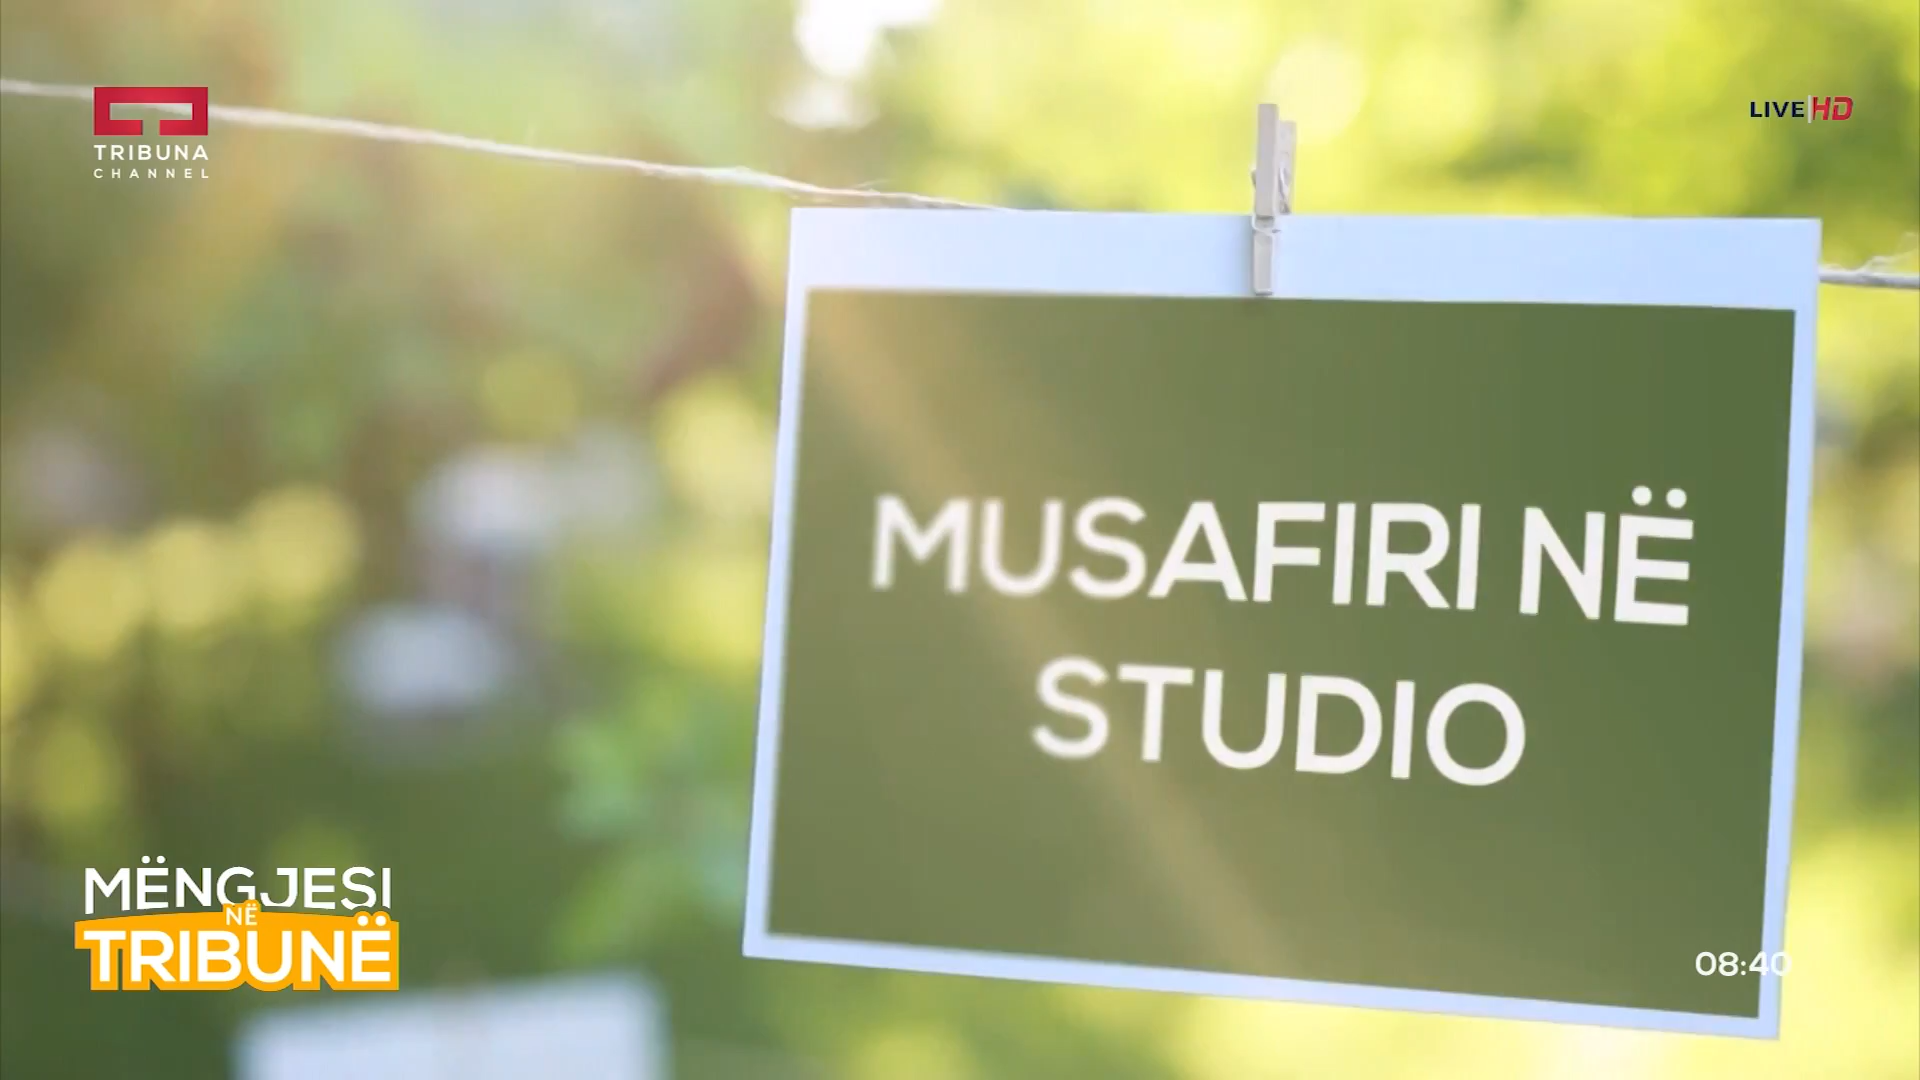 TRIBUNA
CHANNEL
LIVE HD
MUSAFIRI NË
STUDIO
MËNGJESI
NË
TRIBUNË
08:40